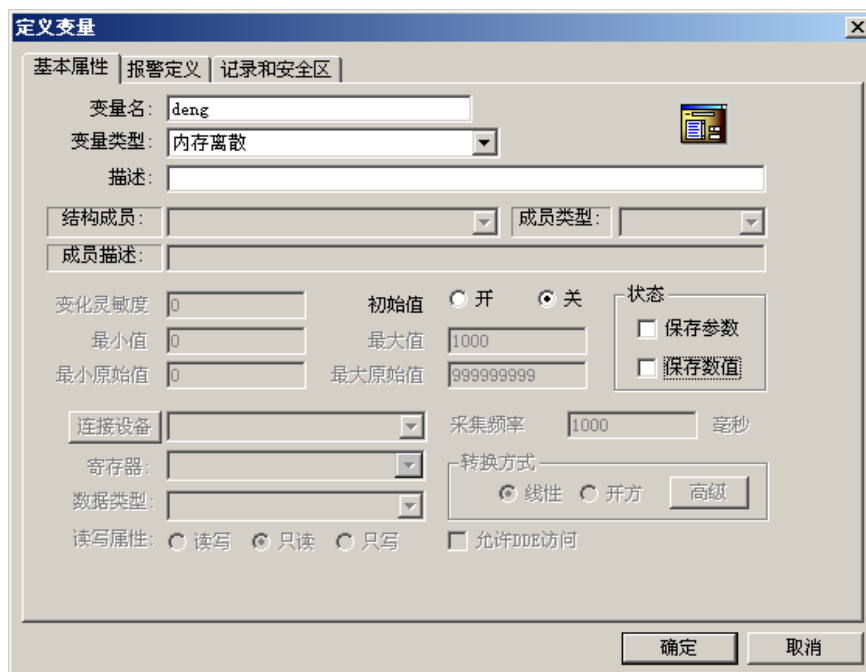 定义变量
基本属性 报警定义 记录和安全区
变量名: deng
变量类型: 内存离散
描述:
结构成员: 成员类型:
成员描述:
变化灵敏度 0 初始值 开 关 状态
最小值 0 最大值 1000 保存参数
最小原始值 0 最大原始值 999999999 保存数值
连接设备 采集频率 1000 毫秒
寄存器: 转换方式
数据类型: 线性 开方 高级
读写属性: 读写 只读 只写 允许DDE访问
确定 取消